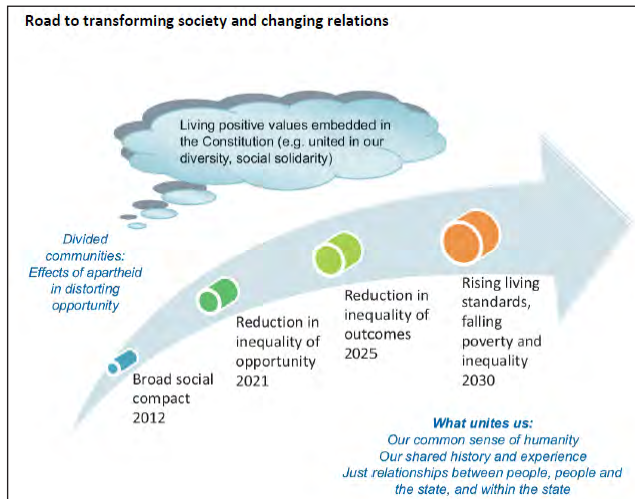 Road to transforming society and changing relations
Living positive values embedded in
the Constitution (e.g. united in our
diversity, social solidarity)
Divided
communities:
Effects of apartheid
in distorting
opportunity
Broad social
compact
2012
Reduction in
inequality of
opportunity
2021
Reduction in
inequality of
outcomes
2025
Rising living
standards,
falling
poverty and
inequality
2030
What unites us:
Our common sense of humanity
Our shared history and experience
Just relationships between people, people and
the state, and within the state